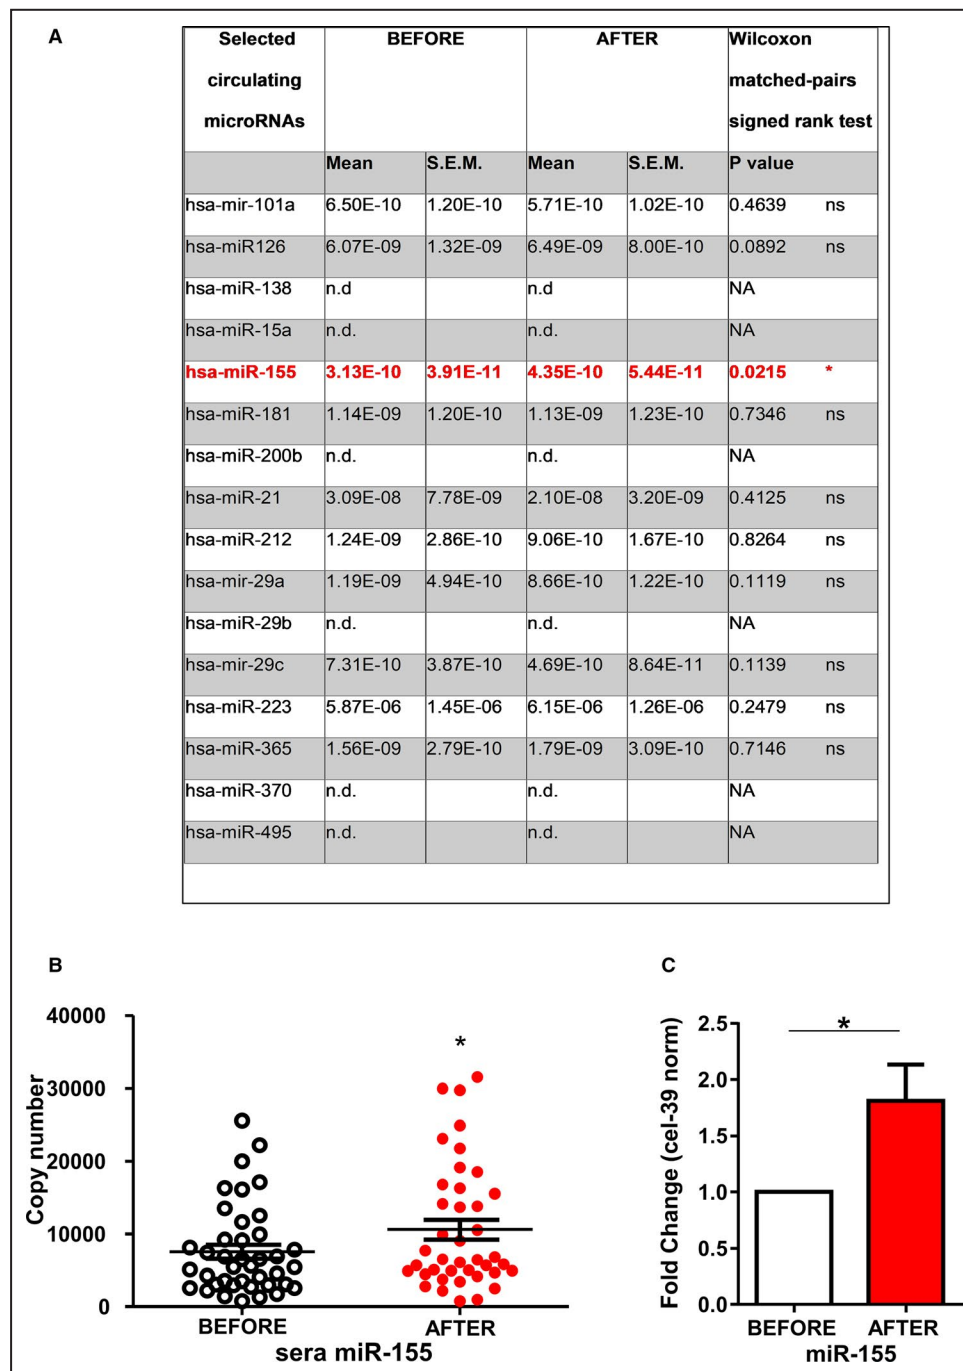 A
Selected circulating microRNAs BEFORE AFTER Wilcoxon matched-pairs signed rank test
Mean S.E.M. Mean S.E.M. P value
hsa-mir-101a 6.50E-10 1.20E-10 5.71E-10 1.02E-10 0.4639 ns
hsa-miR126 6.07E-09 1.32E-09 6.49E-09 8.00E-10 0.0892 ns
hsa-miR-138 n.d n.d NA
hsa-miR-15a n.d. n.d. NA
hsa-miR-155 3.13E-10 3.91E-11 4.35E-10 5.44E-11 0.0215 *
hsa-miR-181 1.14E-09 1.20E-10 1.13E-09 1.23E-10 0.7346 ns
hsa-miR-200b n.d. n.d. NA
hsa-miR-21 3.09E-08 7.78E-09 2.10E-08 3.20E-09 0.4125 ns
hsa-miR-212 1.24E-09 2.86E-10 9.06E-10 1.67E-10 0.8264 ns
hsa-mir-29a 1.19E-09 4.94E-10 8.66E-10 1.22E-10 0.1119 ns
hsa-miR-29b n.d. n.d. NA
hsa-mir-29c 7.31E-10 3.87E-10 4.69E-10 8.64E-11 0.1139 ns
hsa-miR-223 5.87E-06 1.45E-06 6.15E-06 1.26E-06 0.2479 ns
hsa-miR-365 1.56E-09 2.79E-10 1.79E-09 3.09E-10 0.7146 ns
hsa-miR-370 n.d. n.d. NA
hsa-miR-495 n.d. n.d. NA
B
Copy number
40000
30000
20000
10000
0
*
BEFORE AFTER
sera miR-155
C
Fold Change (cel-39 norm)
2.5
2.0
1.5
1.0
0.5
0.0
*
BEFORE AFTER
miR-155